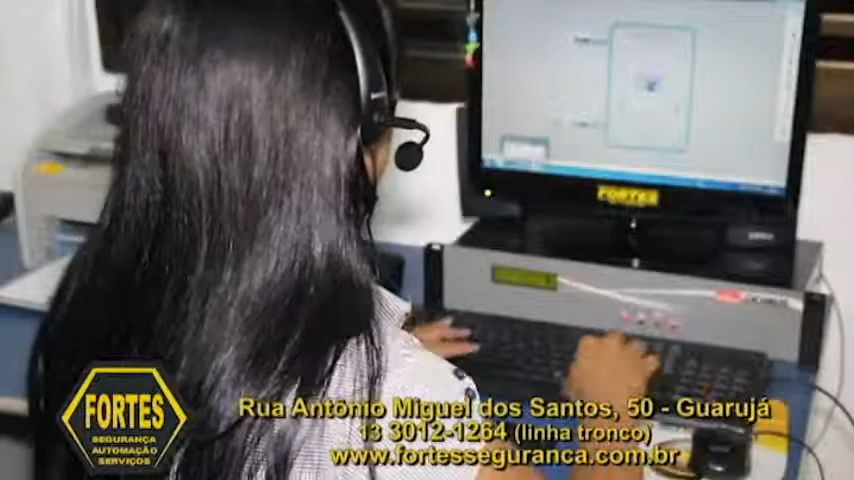 FORTES
FORTES
SEGURANÇA
AUTOMAÇÃO
SERVIÇOS
Rua Antônio Miguel dos Santos, 50 - Guarujá
13 3012-1264 (linha tronco)
www.fortesseguranca.com.br